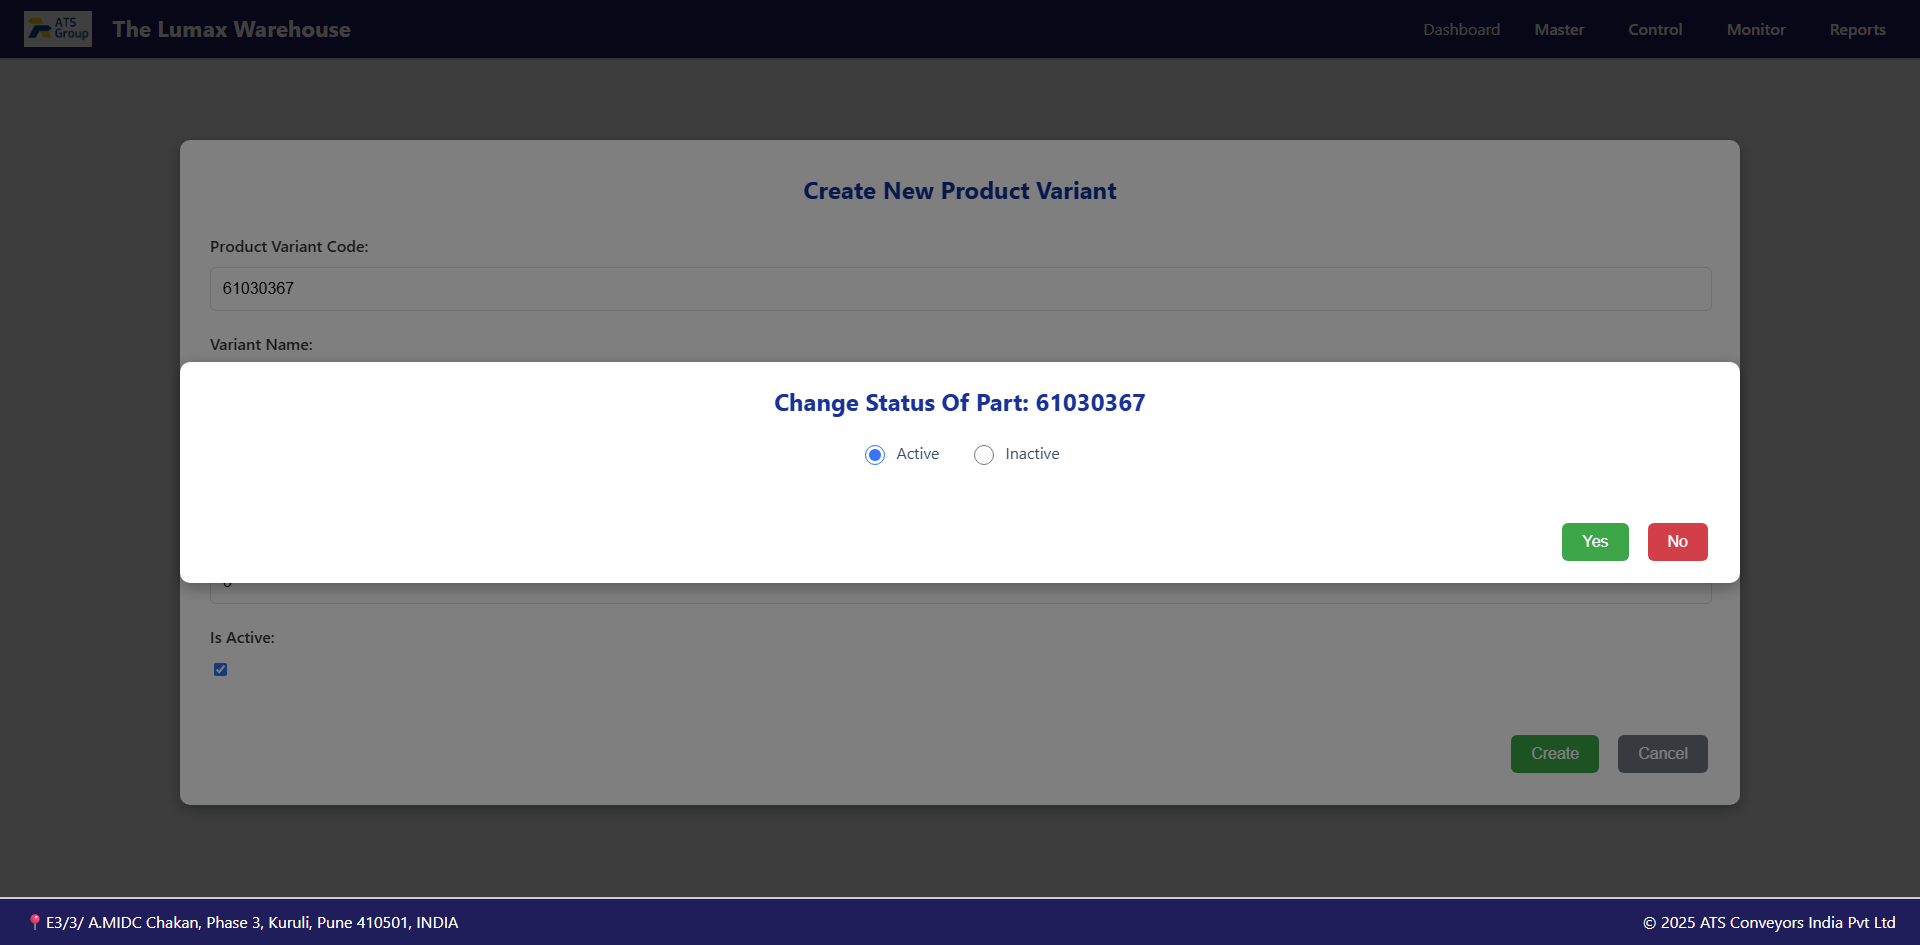 ATS
Group
The Lumax Warehouse
Dashboard
Master
Control
Monitor
Reports
Create New Product Variant
Product Variant Code:
61030367
Variant Name:
Change Status Of Part: 61030367
Active
Inactive
Yes
No
Is Active:
Create
Cancel
E3/3/ A.MIDC Chakan, Phase 3, Kuruli, Pune 410501, INDIA
© 2025 ATS Conveyors India Pvt Ltd